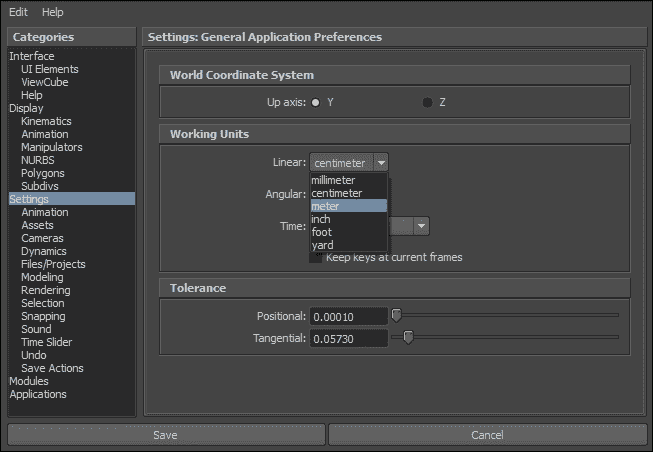 Edit Help
Categories
Interface
UI Elements
ViewCube
Help
Display
Kinematics
Animation
Manipulators
NURBS
Polygons
Subdivs
Settings
Animation
Assets
Cameras
Dynamics
Files/Projects
Modeling
Rendering
Selection
Snapping
Sound
Time Slider
Undo
Save Actions
Modules
Applications
Settings: General Application Preferences
World Coordinate System
Up axis: Y Z
Working Units
Linear: centimeter
millimeter
centimeter
Angular:
meter
inch
Time:
foot
yard
Keep keys at current frames
Tolerance
Positional: 0.00010
Tangential: 0.05730
Save Cancel